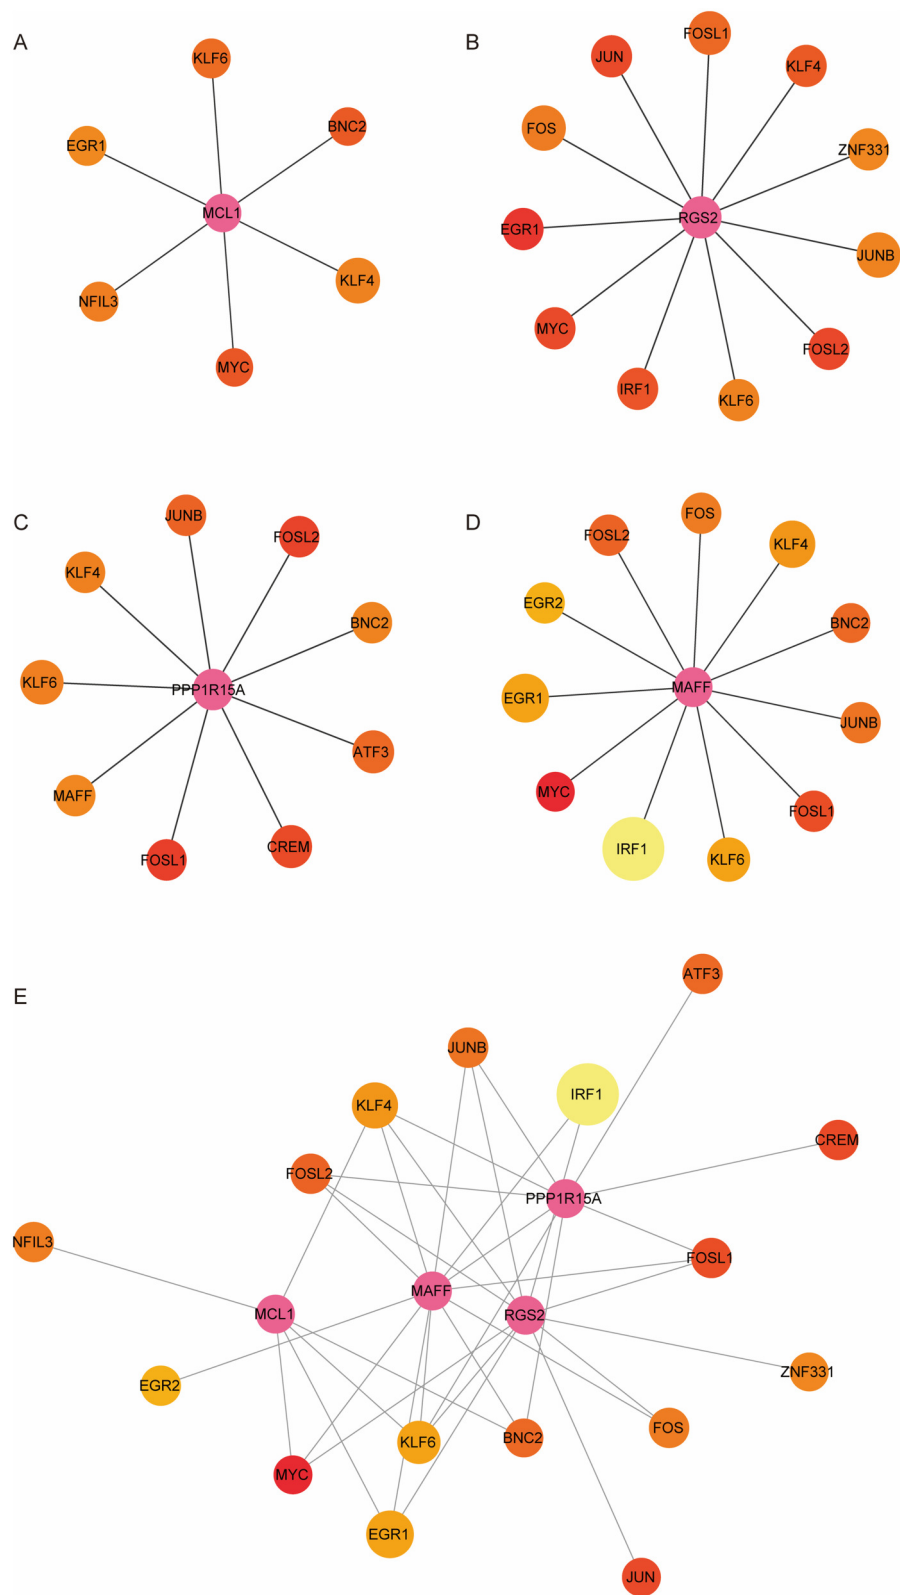 A
KLF6
BNC2
EGR1
MCL1
KLF4
NFIL3
MYC
B
FOSL1
JUN
KLF4
FOS
ZNF331
RGS2
EGR1
JUNB
MYC
FOSL2
IRF1
KLF6
C
JUNB
FOSL2
KLF4
BNC2
KLF6
PPP1R15A
ATF3
MAFF
FOSL1
CREM
D
FOS
FOSL2
KLF4
EGR2
BNC2
MAFF
EGR1
JUNB
MYC
FOSL1
IRF1
KLF6
E
ATF3
JUNB
IRF1
KLF4
CREM
FOSL2
PPP1R15A
NFIL3
FOSL1
MAFF
MCL1
RGS2
EGR2
ZNF331
FOS
BNC2
KLF6
MYC
EGR1
JUN